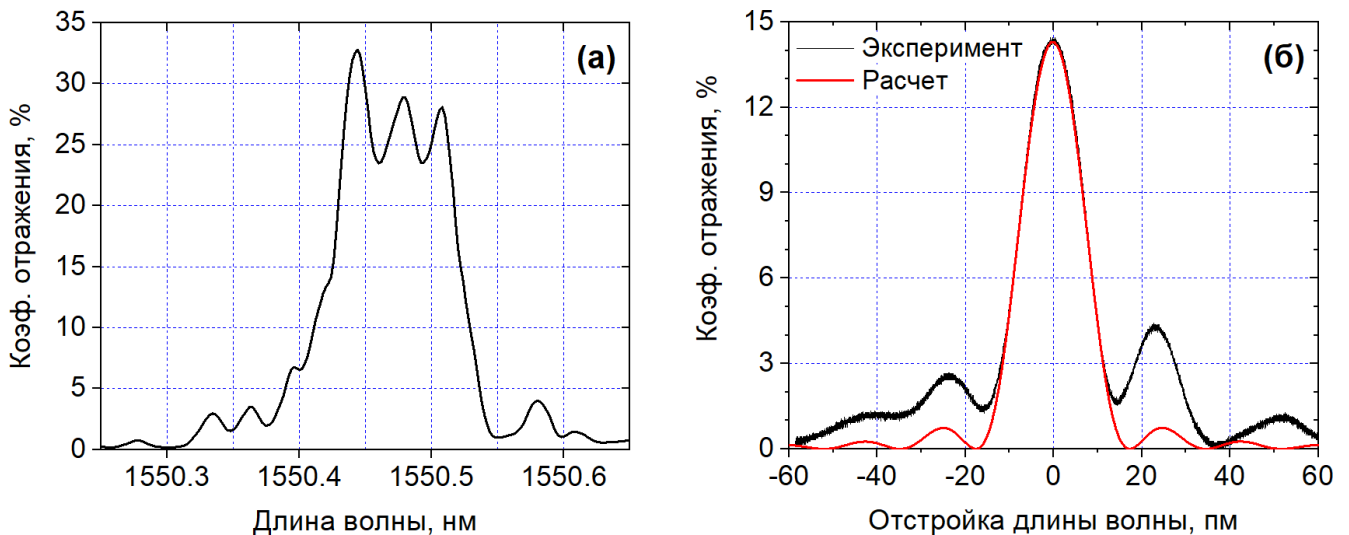 (а)
Коэф. отражения, %
35
30
25
20
15
10
5
0
1550.3 1550.4 1550.5 1550.6
Длина волны, нм
(б)
Эксперимент
Расчет
Коэф. отражения, %
15
12
9
6
3
0
-60 -40 -20 0 20 40 60
Отстройка длины волны, пм